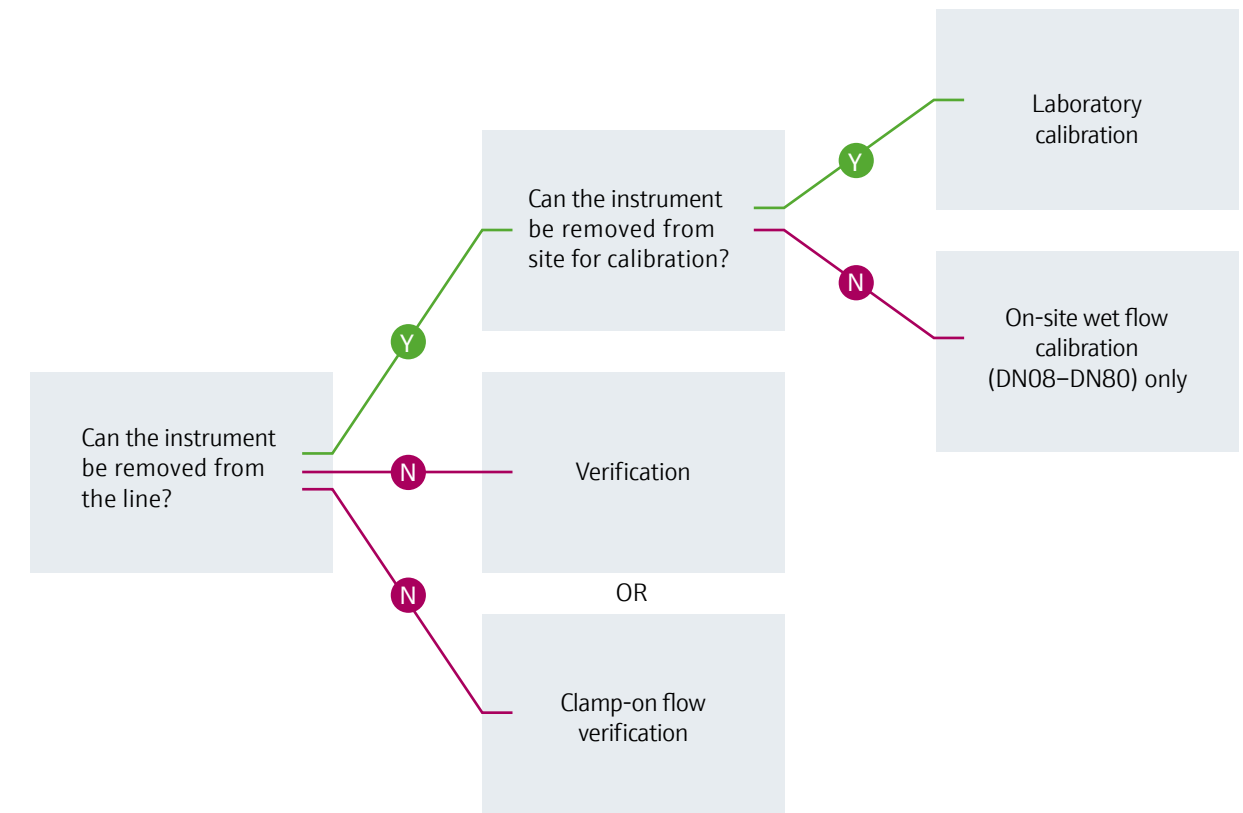 Can the instrument
be removed from
the line?
Y
N
N
Can the instrument
be removed from
site for calibration?
Y
N
Verification
OR
Clamp-on flow
verification
Laboratory
calibration
On-site wet flow
calibration
(DN08–DN80) only